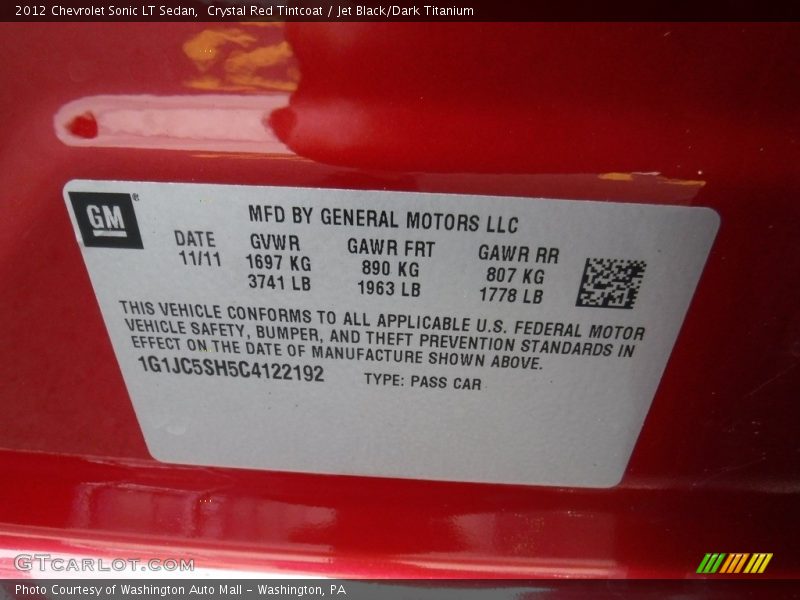 2012 Chevrolet Sonic LT Sedan,  Crystal Red Tintcoat / Jet Black/Dark Titanium
GM ®
MFD BY GENERAL MOTORS LLC
DATE GVWR GAWR FRT GAWR RR
11/11 1697 KG 890 KG 807 KG
3741 LB 1963 LB 1778 LB
THIS VEHICLE CONFORMS TO ALL APPLICABLE U.S. FEDERAL MOTOR
VEHICLE SAFETY, BUMPER, AND THEFT PREVENTION STANDARDS IN
EFFECT ON THE DATE OF MANUFACTURE SHOWN ABOVE.
1G1JC5SH5C4122192 TYPE: PASS CAR
GTCARLOT.COM
Photo Courtesy of Washington Auto Mall - Washington, PA